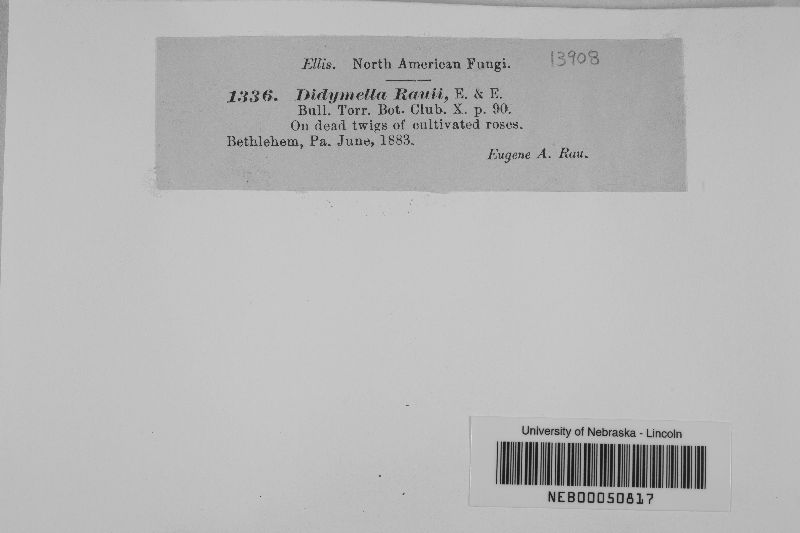 Ellis. North American Fungi. 13908
1336. Didymella Rauii, E. & E.
Bull. Torr. Bot. Club. X. p. 90.
On dead twigs of cultivated roses.
Bethlehem, Pa. June, 1883.
Eugene A. Rau.
University of Nebraska - Lincoln
NEB00050817